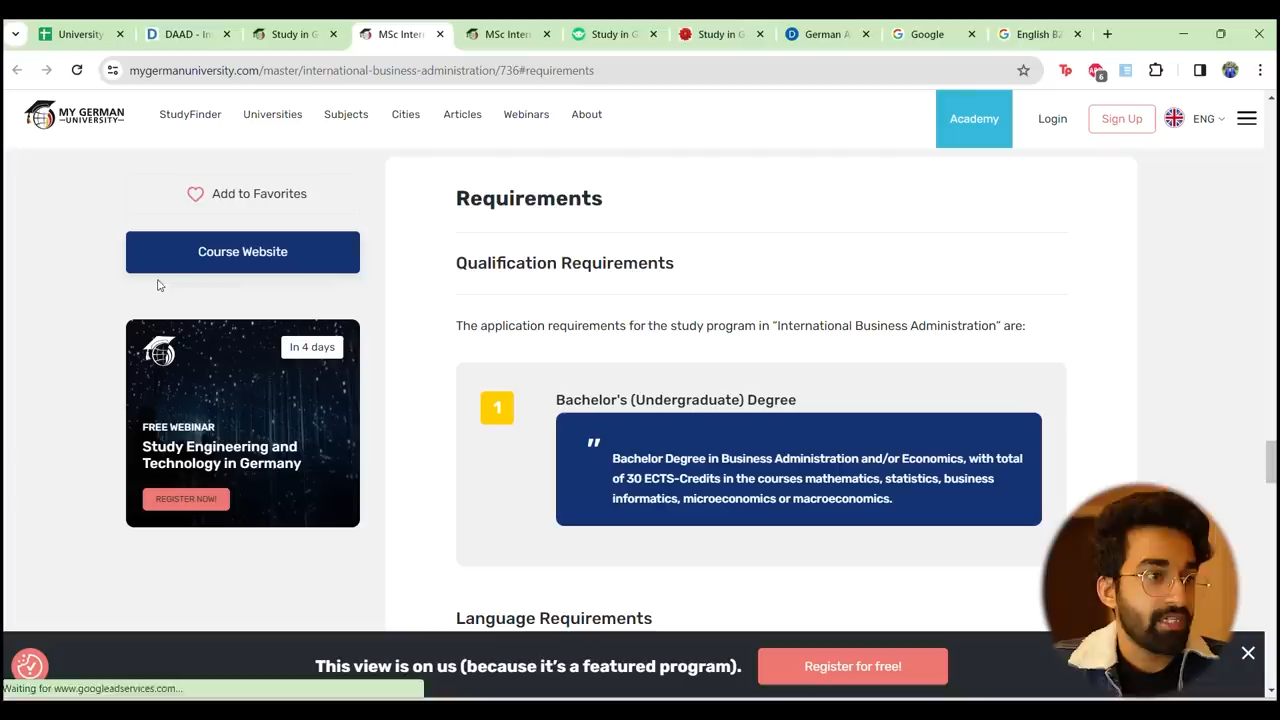 University
DAAD - In
Study in G
MSc Inter
MSc Intern
Study in G
Study in G
German A
Google
English B2
mygermanuniversity.com/master/international-business-administration/736#requirements
6
MY GERMAN
UNIVERSITY
StudyFinder
Universities
Subjects
Cities
Articles
Webinars
About
Academy
Login
Sign Up
ENG
Add to Favorites
Course Website
In 4 days
FREE WEBINAR
Study Engineering and
Technology in Germany
REGISTER NOW!
Requirements
Qualification Requirements
The application requirements for the study program in “International Business Administration” are:
1
Bachelor's (Undergraduate) Degree
"
Bachelor Degree in Business Administration and/or Economics, with total
of 30 ECTS-Credits in the courses mathematics, statistics, business
informatics, microeconomics or macroeconomics.
Language Requirements
This view is on us (because it’s a featured program).
Register for free!
Waiting for www.googleadservices.com...